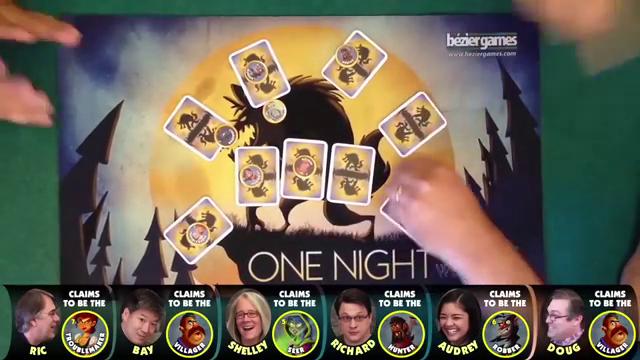 béziergames
www.beziergames.com
ONE NIGHT
CLAIMS
TO BE THE
TROUBLEMAKER
RIC
CLAIMS
TO BE THE
VILLAGER
BAY
CLAIMS
TO BE THE
SEER
SHELLEY
CLAIMS
TO BE THE
HUNTER
RICHARD
CLAIMS
TO BE THE
ROBBER
AUDREY
CLAIMS
TO BE THE
VILLAGER
DOUG